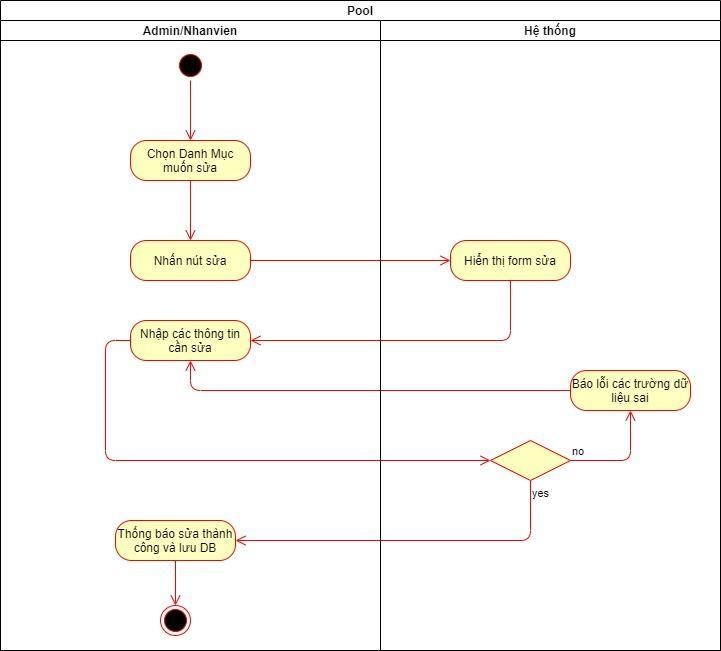 Pool
Admin/Nhanvien
Hệ thống
Chọn Danh Mục
muốn sửa
Nhấn nút sửa
Hiển thị form sửa
Nhập các thông tin
cần sửa
Báo lỗi các trường dữ
liệu sai
no
yes
Thống báo sửa thành
công và lưu DB